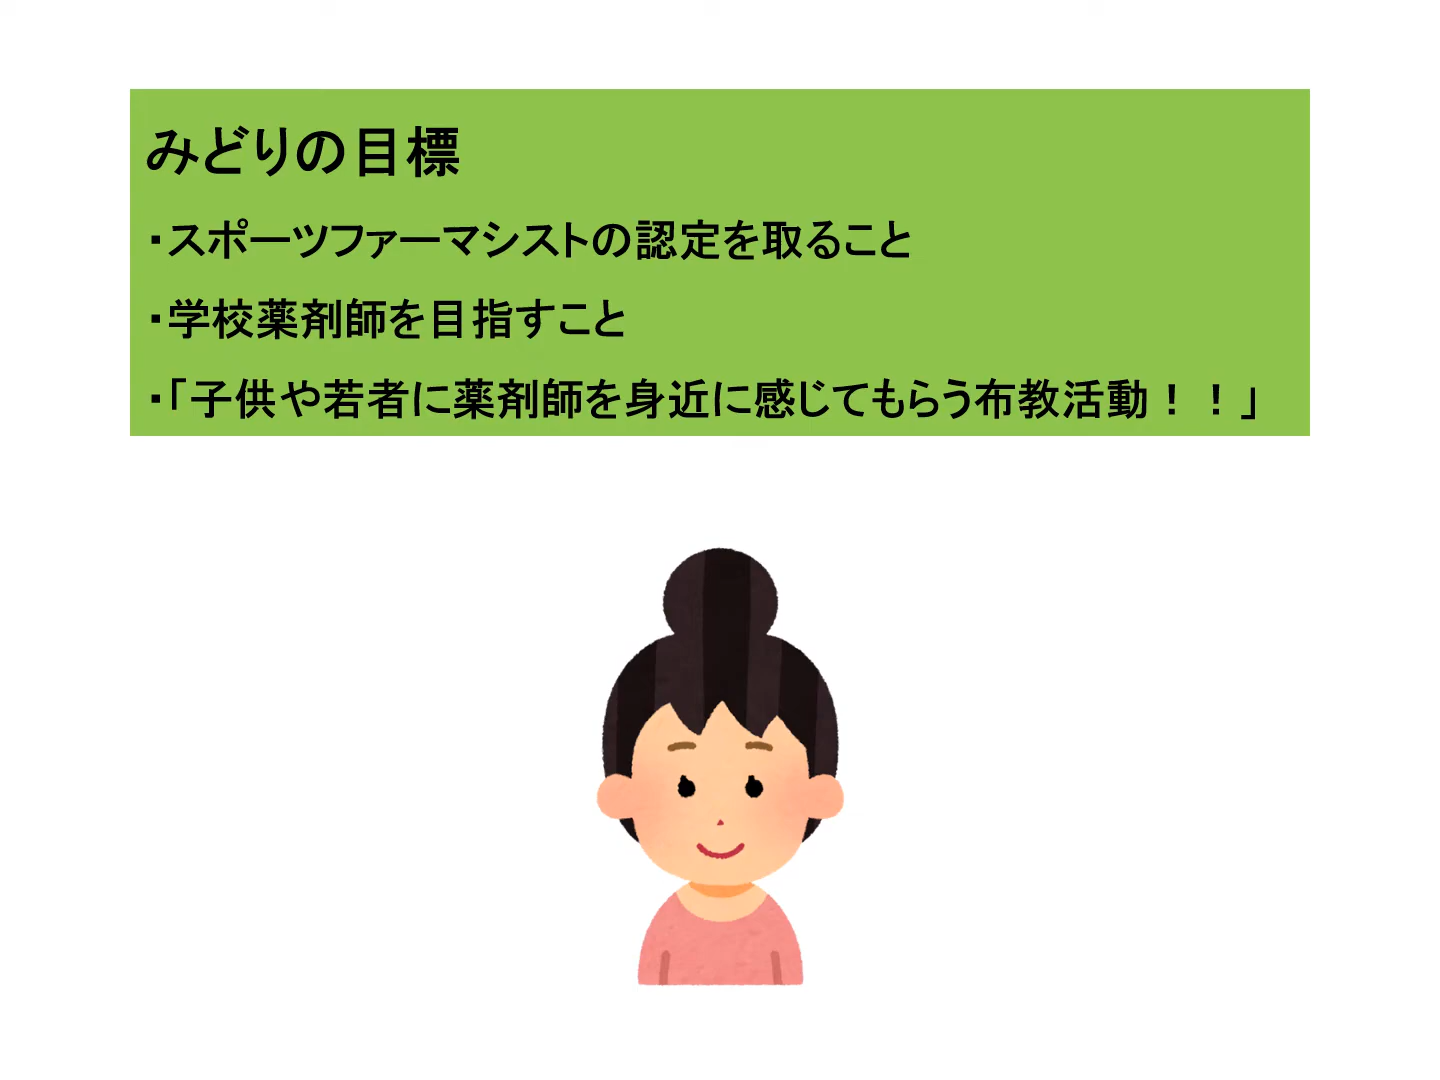 みどりの目標
・スポーツファーマシストの認定を取ること
・学校薬剤師を目指すこと
・「子供や若者に薬剤師を身近に感じてもらう布教活動！！」